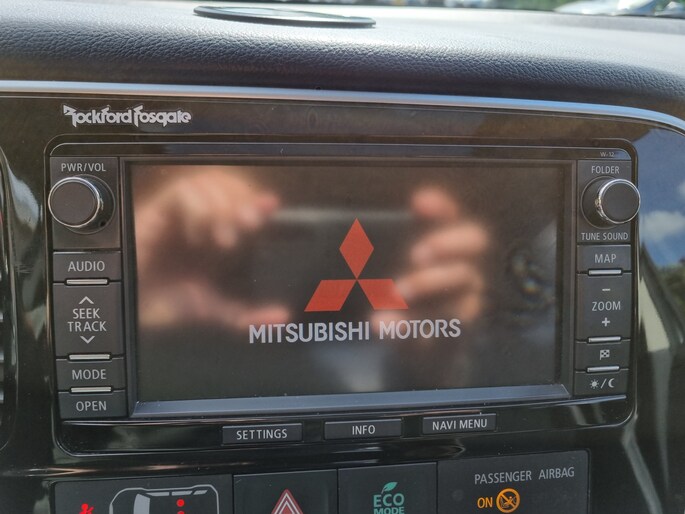 Rockford Fosgate
W-12
PWR/VOL
FOLDER
TUNE SOUND
AUDIO
MAP
SEEK
TRACK
ZOOM
MITSUBISHI MOTORS
MODE
OPEN
SETTINGS
INFO
NAVI MENU
ECO
MODE
PASSENGER AIRBAG
ON